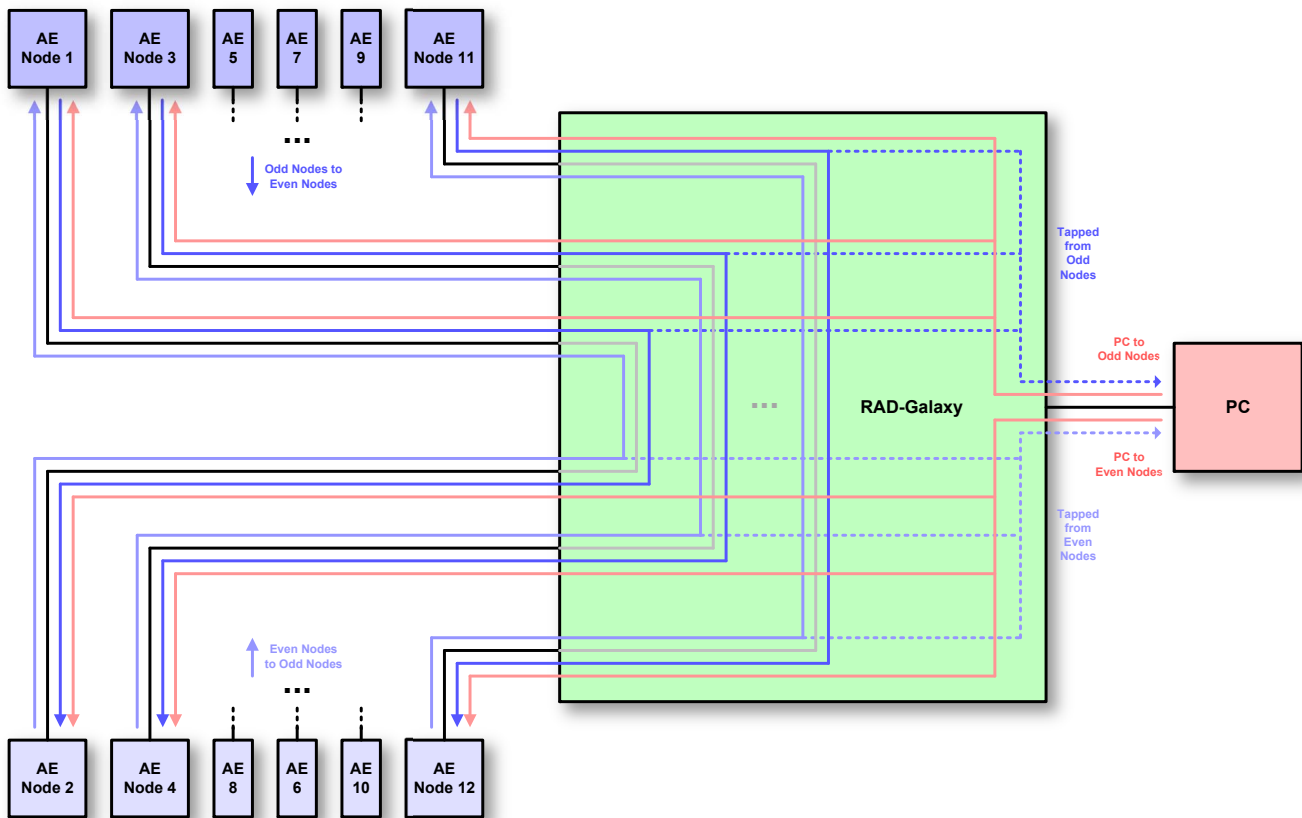 AE
Node 1
AE
Node 3
AE
5
AE
7
AE
9
AE
Node 11
...
Odd Nodes to
Even Nodes
Tapped
from
Odd
Nodes
PC to
Odd Nodes
...
RAD-Galaxy
PC
PC to
Even Nodes
Tapped
from
Even
Nodes
Even Nodes
to Odd Nodes
...
AE
Node 2
AE
Node 4
AE
8
AE
6
AE
10
AE
Node 12